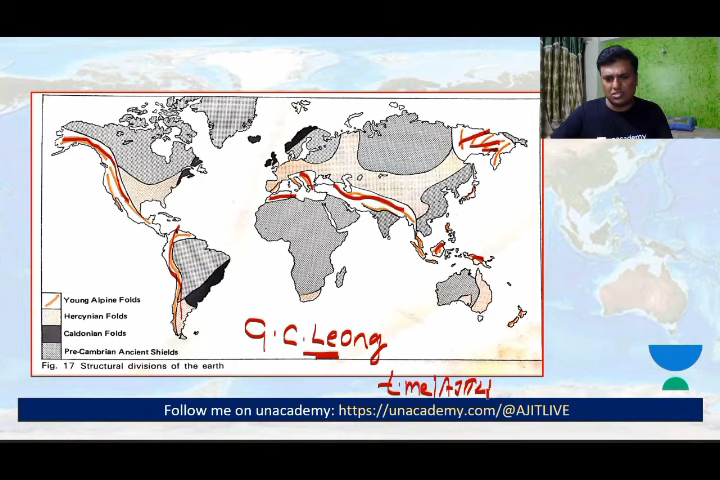 unacademy
Young Alpine Folds
Hercynian Folds
Caldonian Folds
Pre-Cambrian Ancient Shields
G.C. Leong
Fig. 17 Structural divisions of the earth
Follow me on unacademy: https://unacademy.com/@AJITLIVE